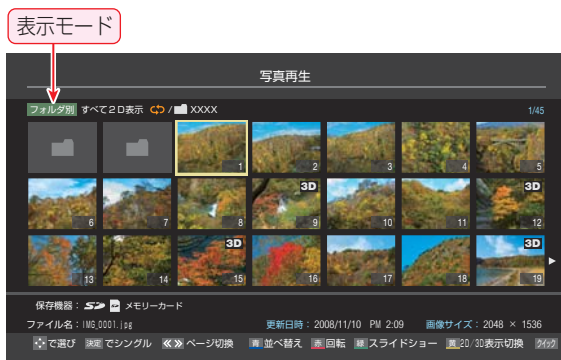 表示モード
写真再生
フォルダ別 すべて2D表示 / XXXX 1/45
1 2 3 4 5
3D 3D
6 7 8 9 10 11 12
3D 3D
13 14 15 16 17 18 19
保存機器： SD メモリーカード
ファイル名：IMG_0001.jpg 更新日時：2008/11/10 PM 2:09 画像サイズ：2048 × 1536
で選び 決定 でシングル ページ切換 青 並べ替え 赤 回転 緑 スライドショー 黄 2D/3D表示切換 クイック